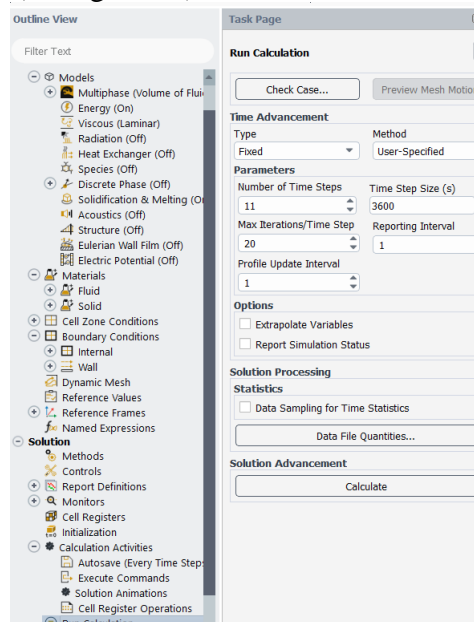 Outline View
Filter Text
Models
Multiphase (Volume of Flui
Energy (On)
Viscous (Laminar)
Radiation (Off)
Heat Exchanger (Off)
Species (Off)
Discrete Phase (Off)
Solidification & Melting (O
Acoustics (Off)
Structure (Off)
Eulerian Wall Film (Off)
Electric Potential (Off)
Materials
Fluid
Solid
Cell Zone Conditions
Boundary Conditions
Internal
Wall
Dynamic Mesh
Reference Values
Reference Frames
Named Expressions
Solution
Methods
Controls
Report Definitions
Monitors
Cell Registers
Initialization
Calculation Activities
Autosave (Every Time Step
Execute Commands
Solution Animations
Cell Register Operations
Run Calculation
Task Page
Run Calculation
Check Case...
Preview Mesh Motio
Time Advancement
Type
Method
Fixed
User-Specified
Parameters
Number of Time Steps
Time Step Size (s)
11
3600
Max Iterations/Time Step
Reporting Interval
20
1
Profile Update Interval
1
Options
Extrapolate Variables
Report Simulation Status
Solution Processing
Statistics
Data Sampling for Time Statistics
Data File Quantities...
Solution Advancement
Calculate